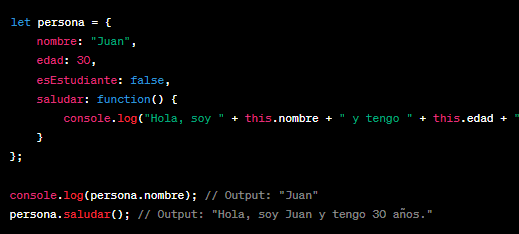 let persona = {
nombre: "Juan",
edad: 30,
esEstudiante: false,
saludar: function() {
console.log("Hola, soy " + this.nombre + " y tengo " + this.edad + "
}
};
console.log(persona.nombre); // Output: "Juan"
persona.saludar(); // Output: "Hola, soy Juan y tengo 30 años."